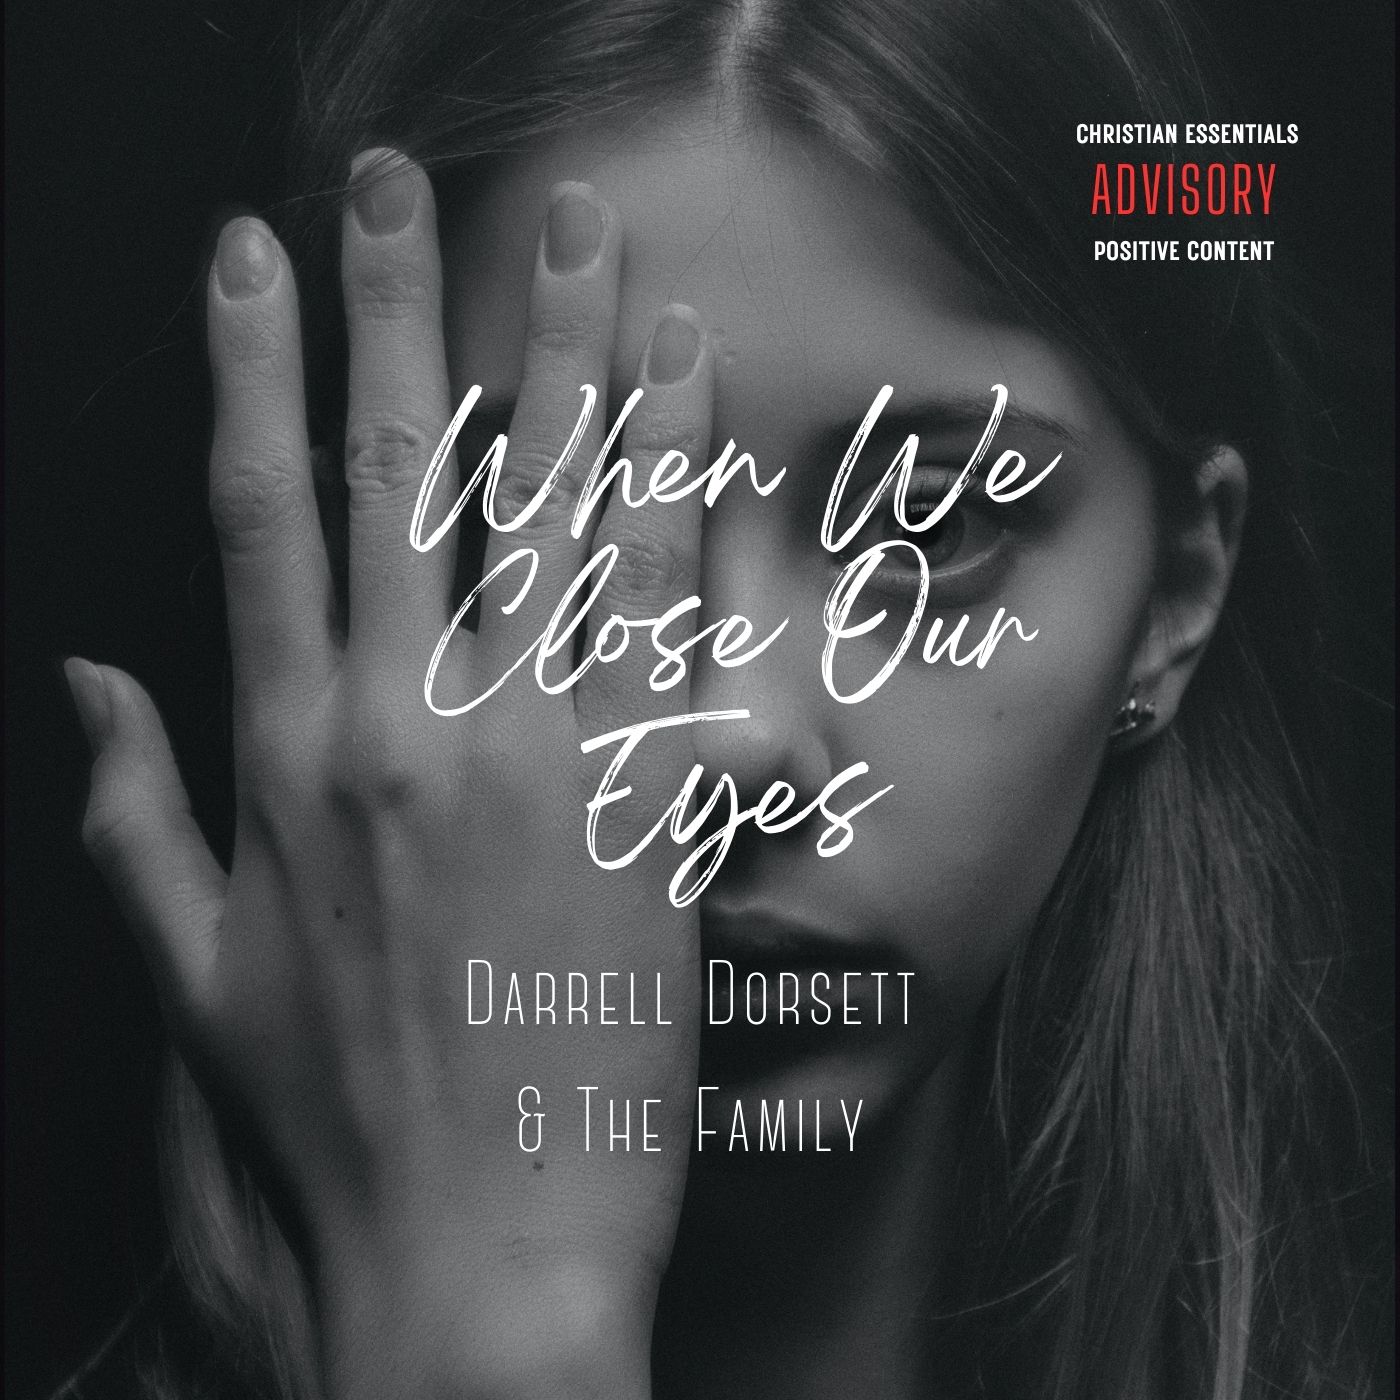 CHRISTIAN ESSENTIALS
ADVISORY
POSITIVE CONTENT
When We
Close Our
Eyes
DARRELL DORSETT
& THE FAMILY